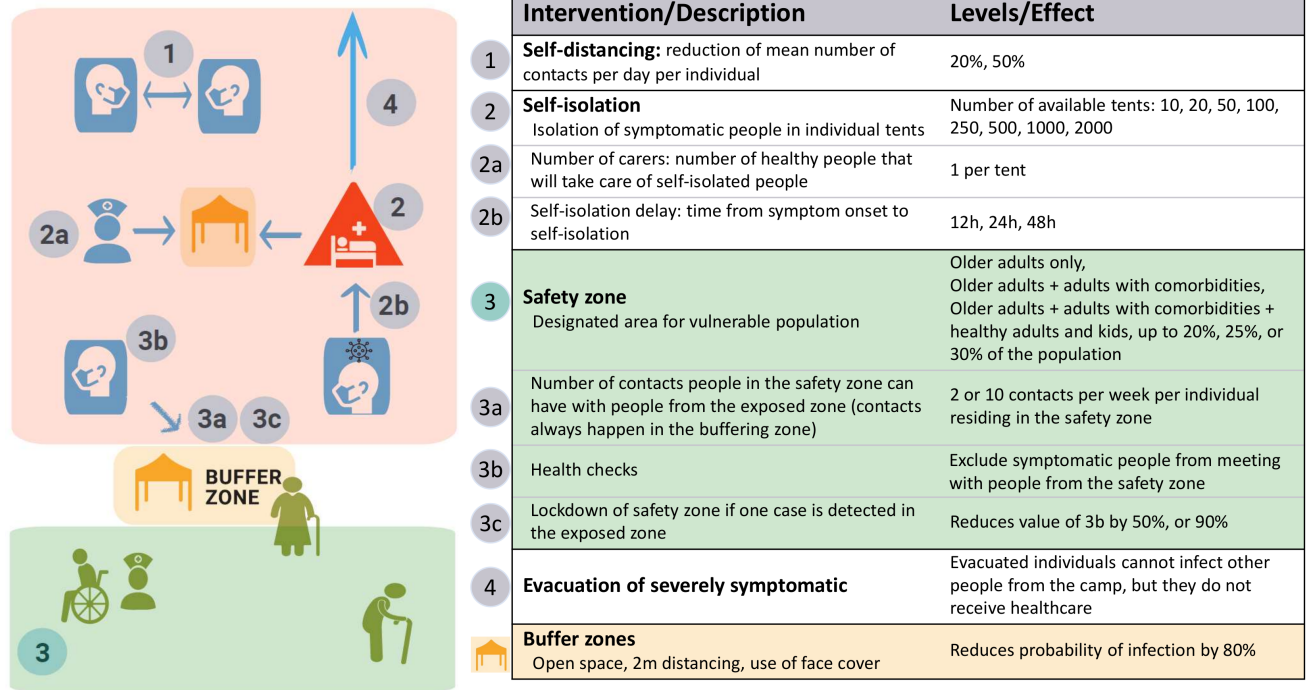 1
4
2
2a
2b
3b
3a
3c
BUFFER
ZONE
3
Intervention/Description
Levels/Effect
1
Self-distancing: reduction of mean number of
contacts per day per individual
20%, 50%
2
Self-isolation
Isolation of symptomatic people in individual tents
Number of available tents: 10, 20, 50, 100,
250, 500, 1000, 2000
2a
Number of carers: number of healthy people that
will take care of self-isolated people
1 per tent
2b
Self-isolation delay: time from symptom onset to
self-isolation
12h, 24h, 48h
3
Safety zone
Designated area for vulnerable population
Older adults only,
Older adults + adults with comorbidities,
Older adults + adults with comorbidities +
healthy adults and kids, up to 20%, 25%, or
30% of the population
3a
Number of contacts people in the safety zone can
have with people from the exposed zone (contacts
always happen in the buffering zone)
2 or 10 contacts per week per individual
residing in the safety zone
3b
Health checks
Exclude symptomatic people from meeting
with people from the safety zone
3c
Lockdown of safety zone if one case is detected in
the exposed zone
Reduces value of 3b by 50%, or 90%
4
Evacuation of severely symptomatic
Evacuated individuals cannot infect other
people from the camp, but they do not
receive healthcare
Buffer zones
Open space, 2m distancing, use of face cover
Reduces probability of infection by 80%